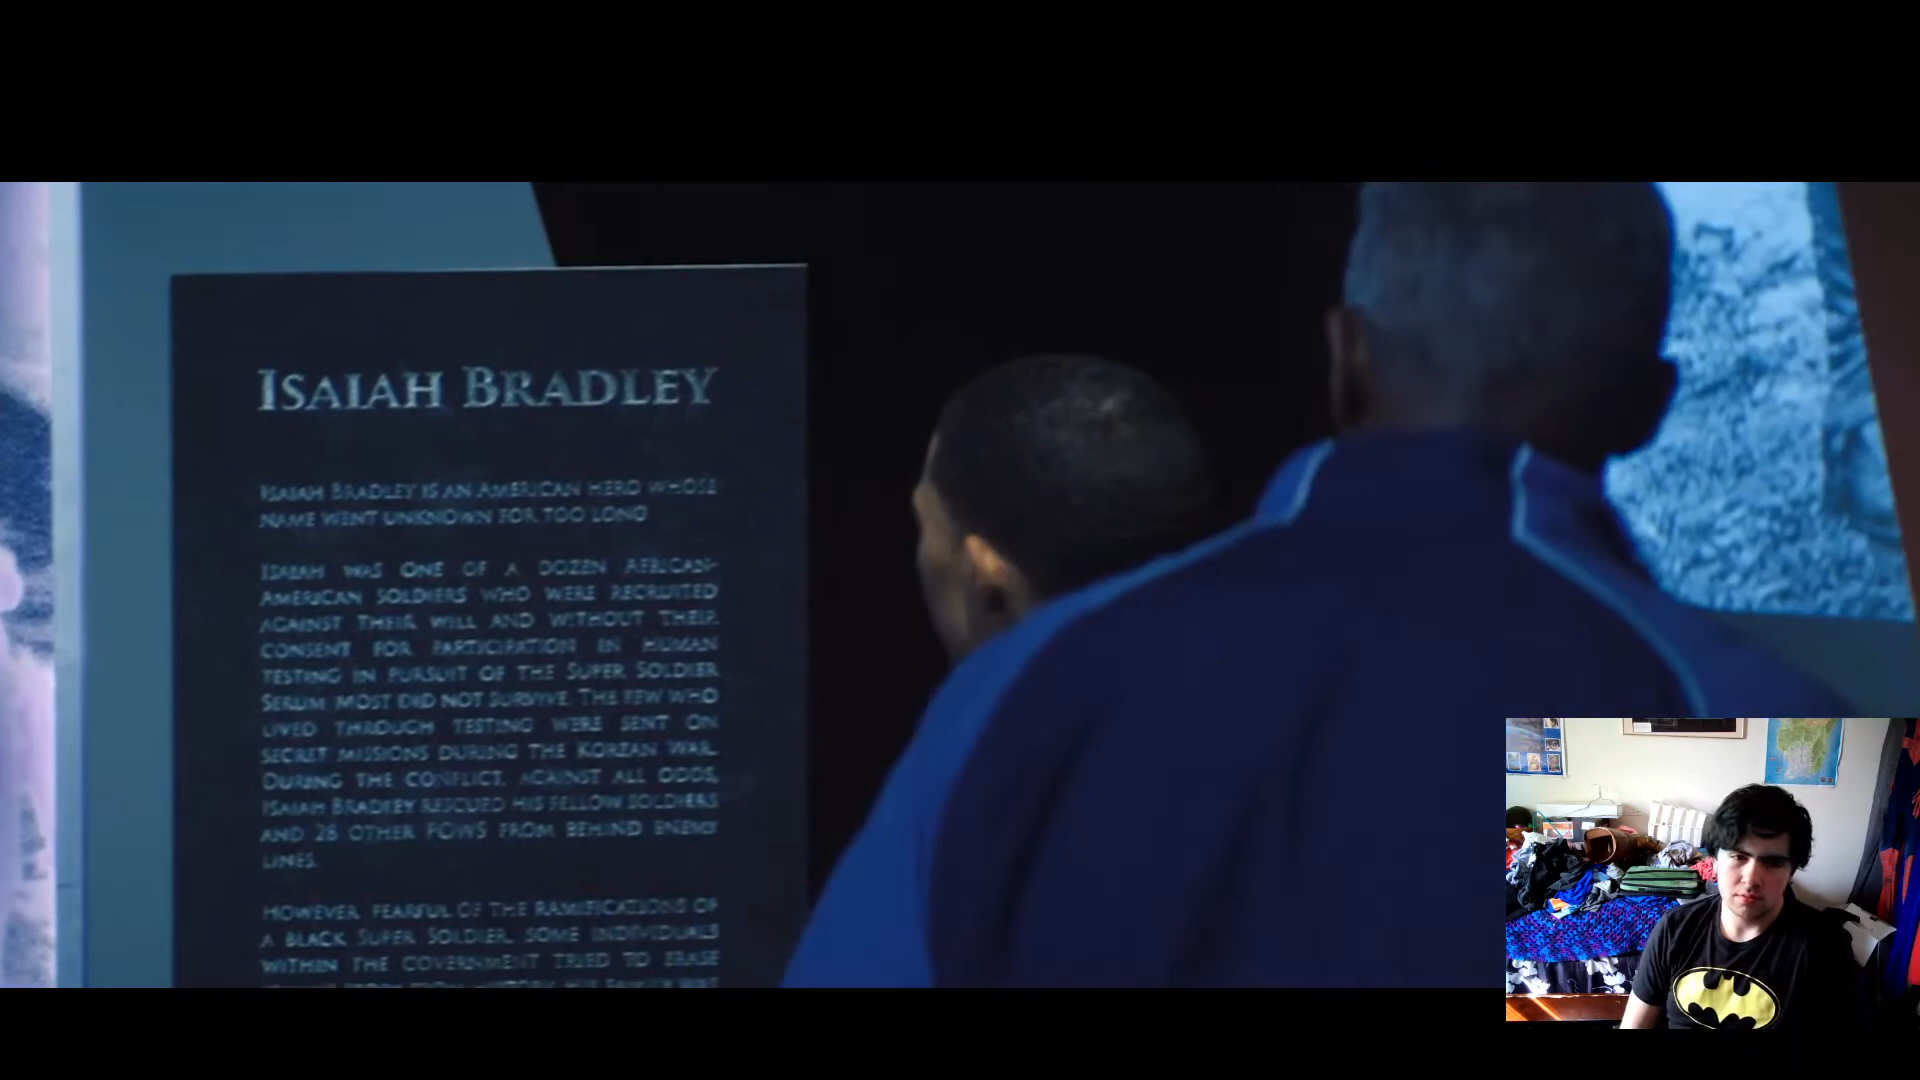 ISAIAH BRADLEY
ISAIAH BRADLEY IS AN AMERICAN HERO WHOSE
NAME WENT UNKNOWN FOR TOO LONG
ISAIAH WAS ONE OF A DOZEN AFRICAN-
AMERICAN SOLDIERS WHO WERE RECRUITED
AGAINST THEIR WILL AND WITHOUT THEIR
CONSENT FOR PARTICIPATION IN HUMAN
TESTING IN PURSUIT OF THE SUPER SOLDIER
SERUM. MOST DID NOT SURVIVE. THE FEW WHO
LIVED THROUGH TESTING WERE SENT ON
SECRET MISSIONS DURING THE KOREAN WAR.
DURING THE CONFLICT, AGAINST ALL ODDS,
ISAIAH BRADLEY RESCUED HIS FELLOW SOLDIERS
AND 28 OTHER POWS FROM BEHIND ENEMY
LINES.
HOWEVER, FEARFUL OF THE RAMIFICATIONS OF
A BLACK SUPER SOLDIER, SOME INDIVIDUALS
WITHIN THE GOVERNMENT TRIED TO ERASE